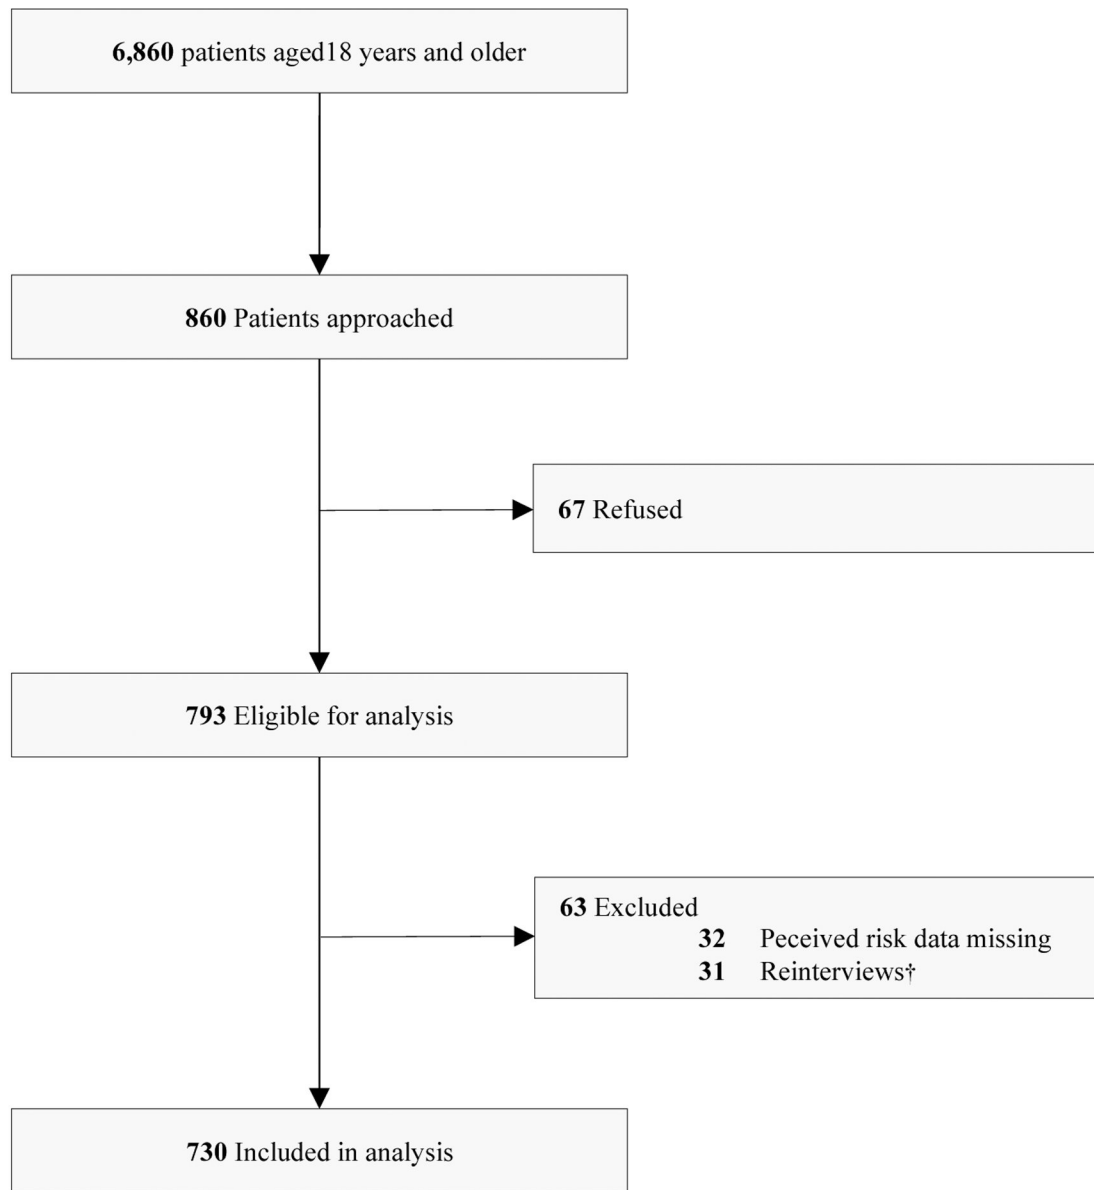 6,860 patients aged18 years and older
860 Patients approached
67 Refused
793 Eligible for analysis
63 Excluded
32 Peceived risk data missing
31 Reinterviews†
730 Included in analysis